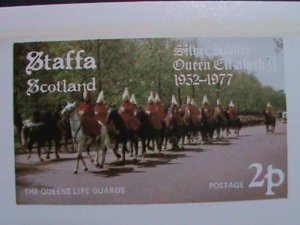 Staffa
Scotland
Silver Jubilee
Queen Elizabeth II
1952-1977
THE QUEENS LIFE GUARDS
POSTAGE 2p